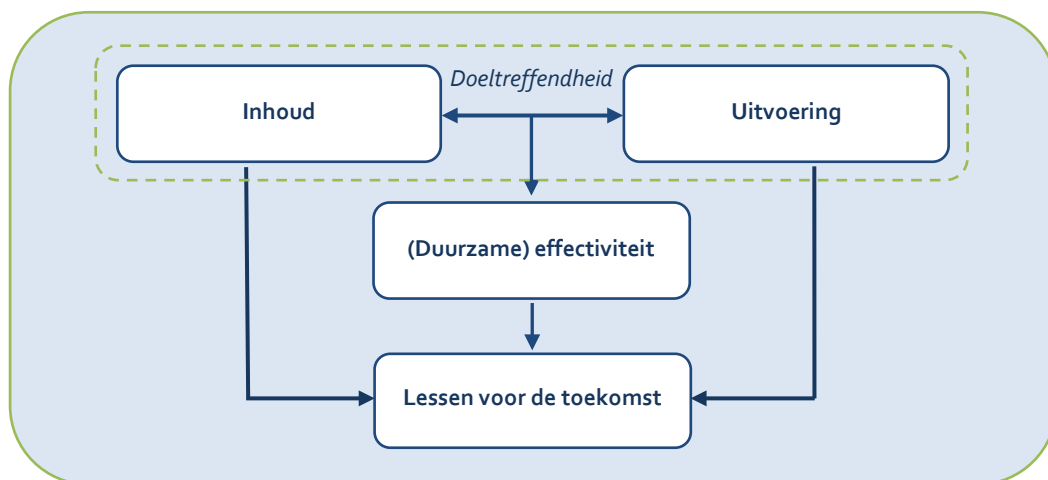 Doeltreffendheid
Inhoud
Uitvoering
(Duurzame) effectiviteit
Lessen voor de toekomst